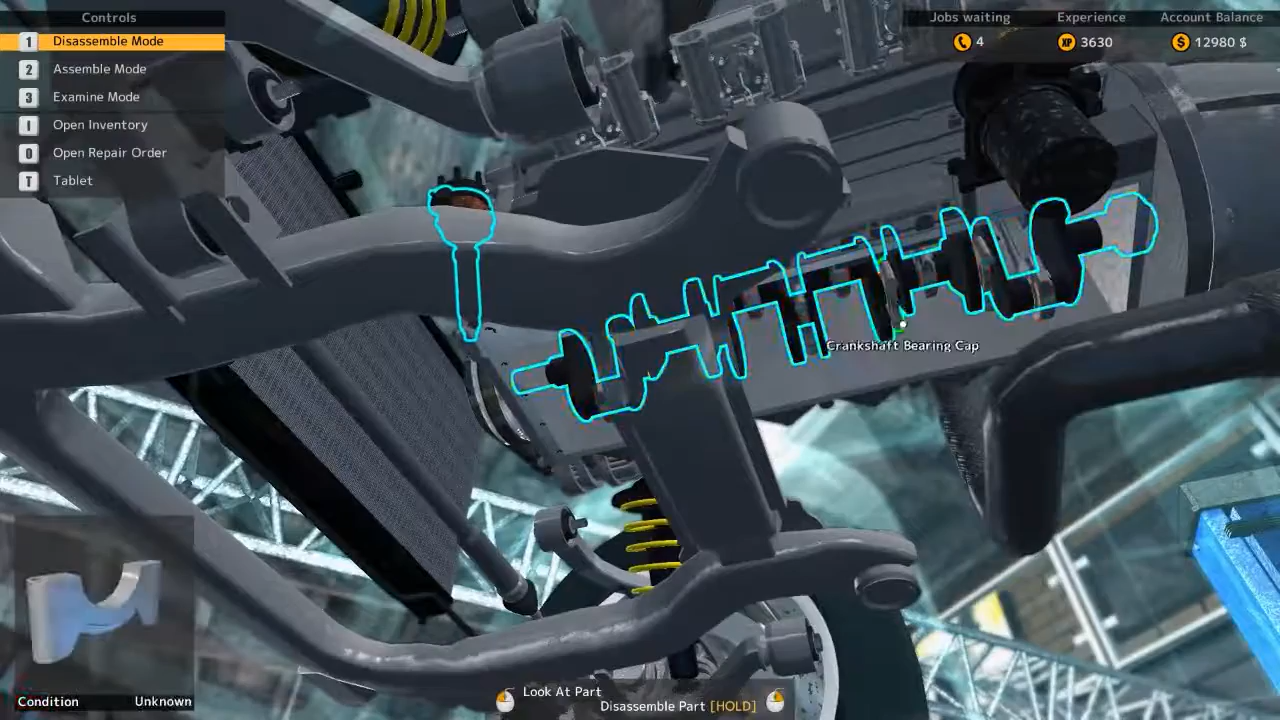 Controls
1 Disassemble Mode
2 Assemble Mode
3 Examine Mode
I Open Inventory
O Open Repair Order
T Tablet
Jobs waiting Experience Account Balance
4 XP 3630 $ 12980 $
Crankshaft Bearing Cap
Condition Unknown
Look At Part
Disassemble Part [HOLD]